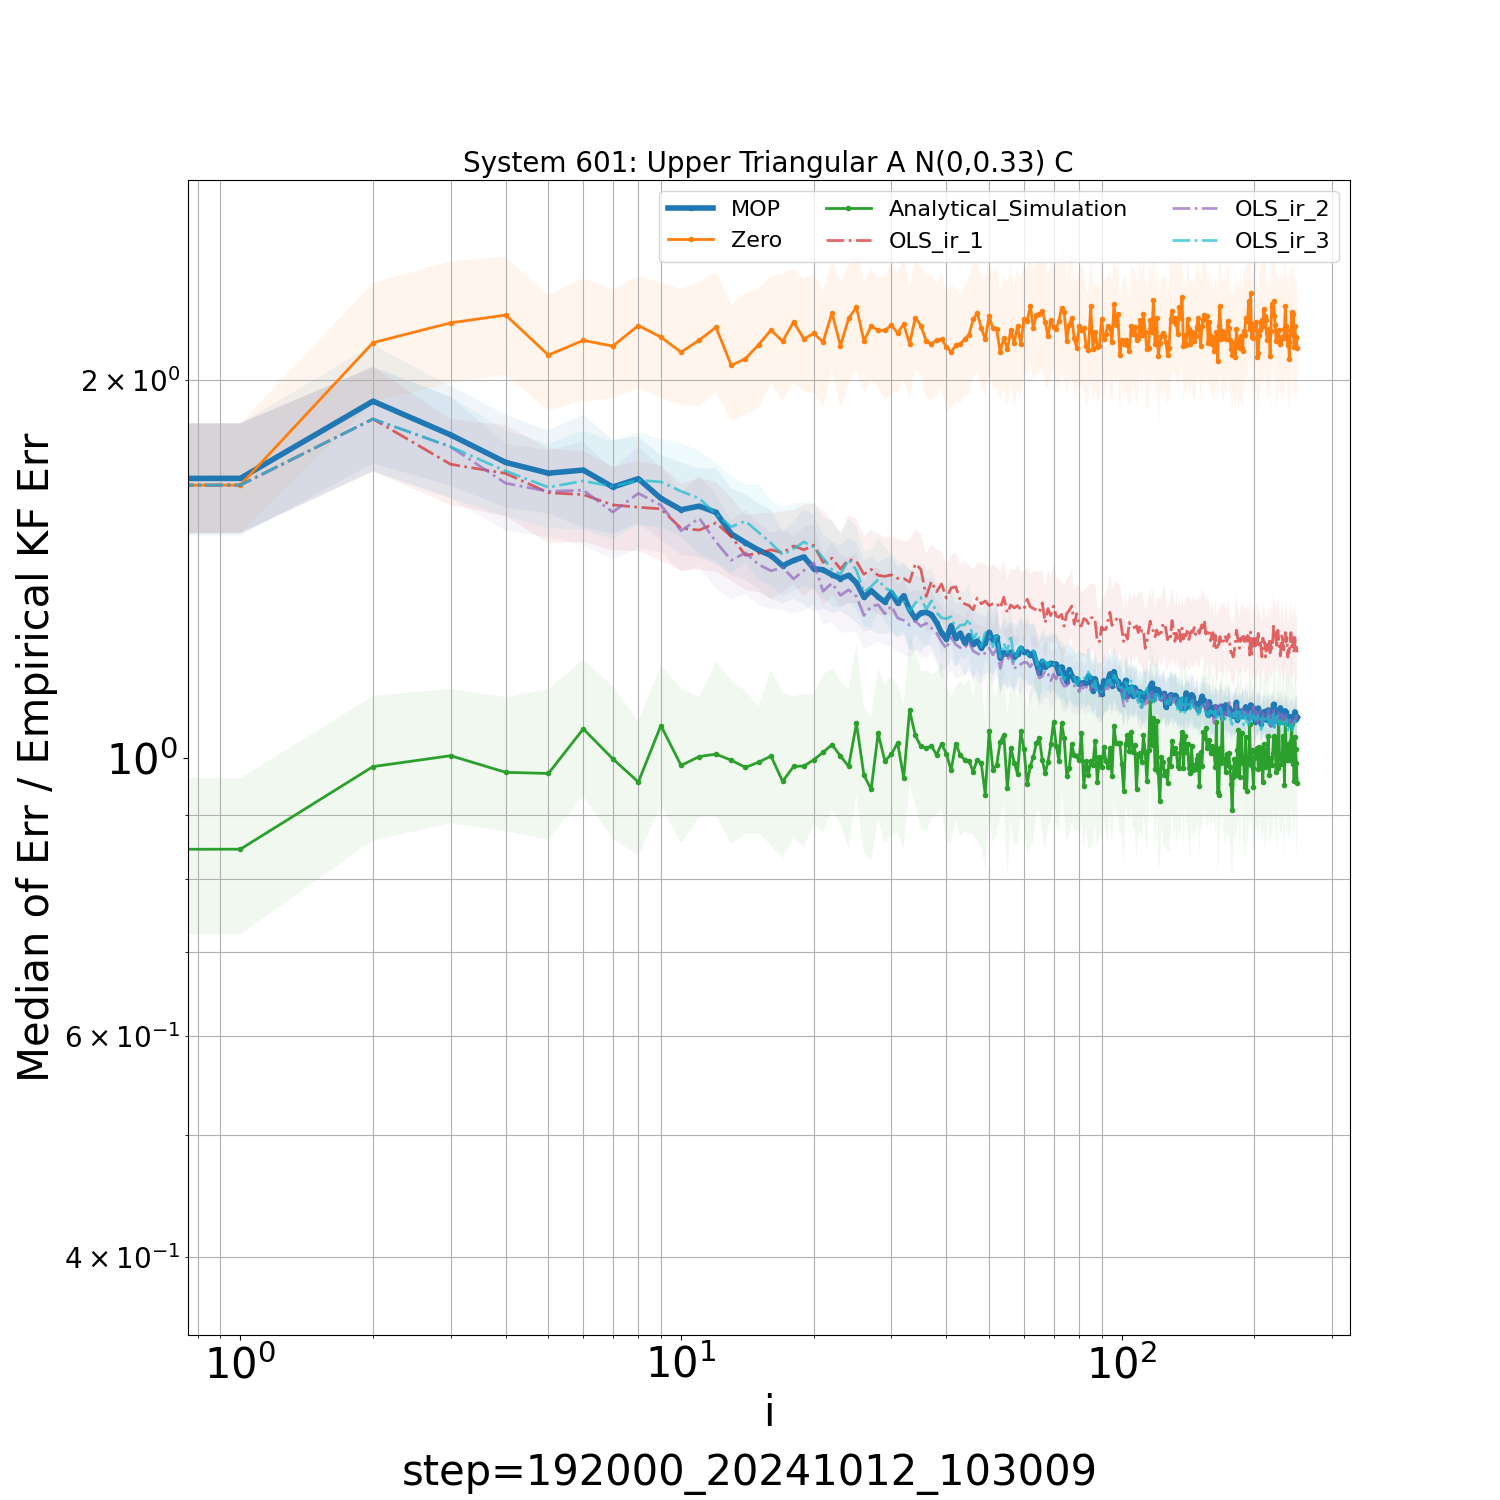 System 601: Upper Triangular A N(0,0.33) C
MOP
Zero
Analytical_Simulation
OLS_ir_1
OLS_ir_2
OLS_ir_3
Median of Err / Empirical KF Err
2 × 10⁰
10⁰
6 × 10⁻¹
4 × 10⁻¹
10⁰ 10¹ 10²
i
step=192000_20241012_103009